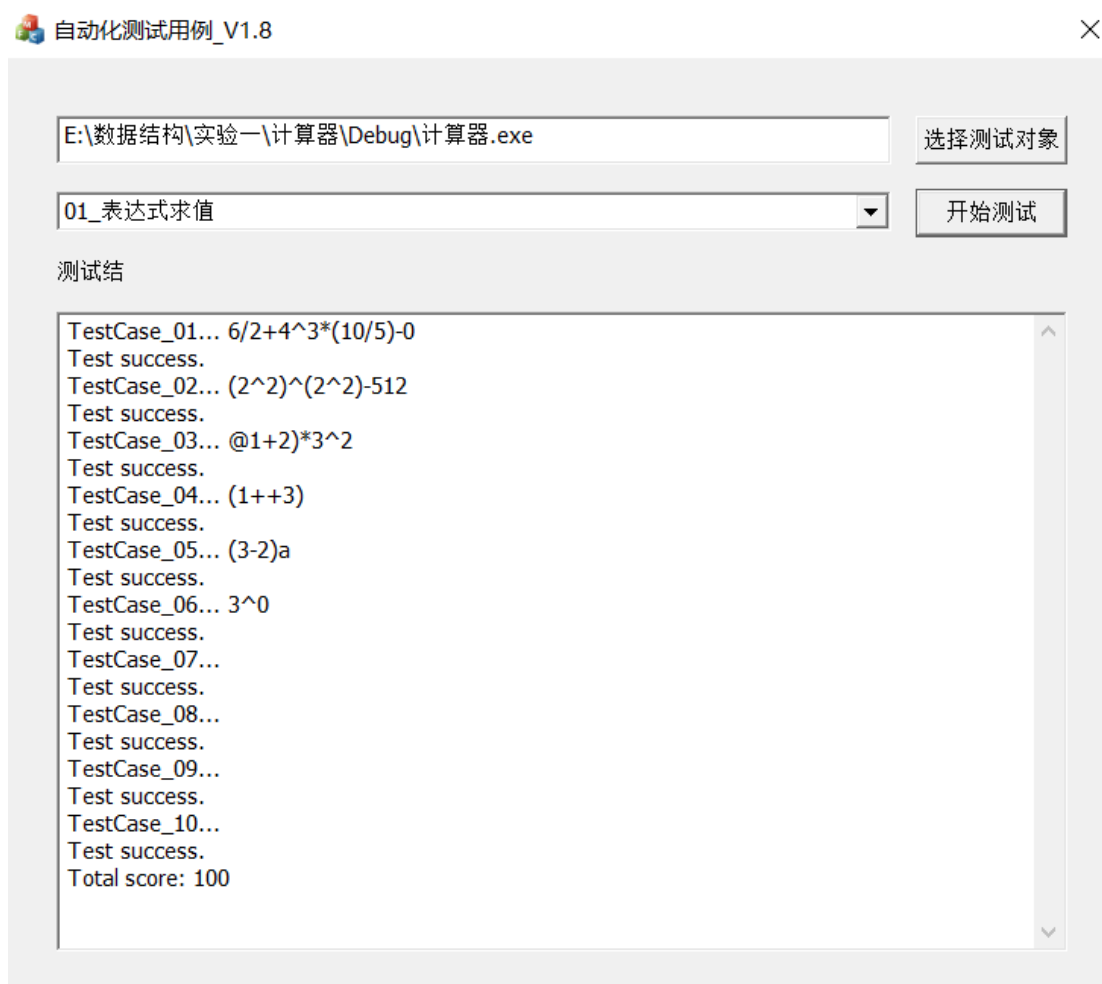 自动化测试用例_V1.8
E:\数据结构\实验一\计算器\Debug\计算器.exe
选择测试对象
01_表达式求值
开始测试
测试结
TestCase_01... 6/2+4^3*(10/5)-0
Test success.
TestCase_02... (2^2)^(2^2)-512
Test success.
TestCase_03... @1+2)*3^2
Test success.
TestCase_04... (1++3)
Test success.
TestCase_05... (3-2)a
Test success.
TestCase_06... 3^0
Test success.
TestCase_07...
Test success.
TestCase_08...
Test success.
TestCase_09...
Test success.
TestCase_10...
Test success.
Total score: 100